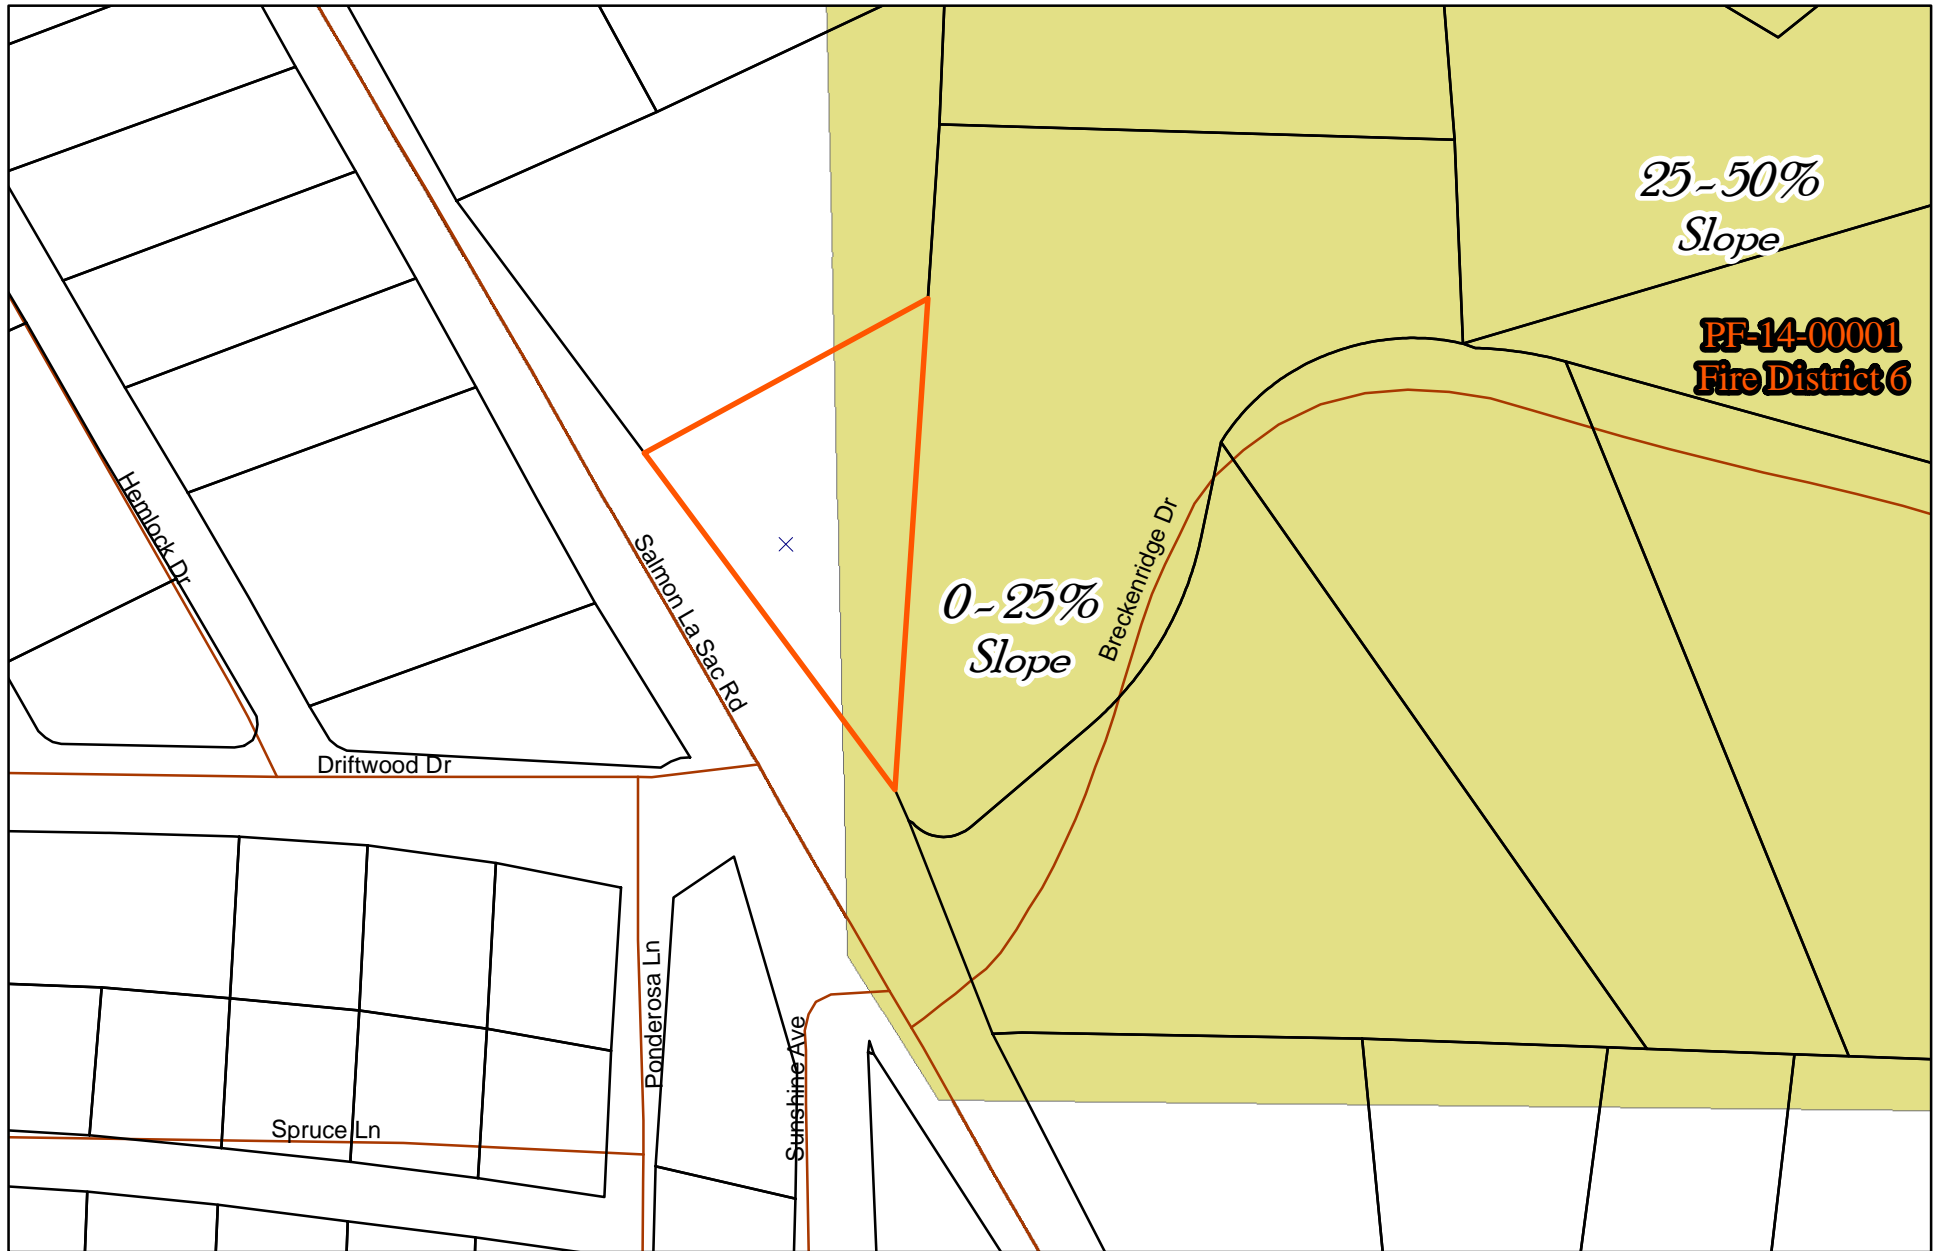 25-50%
Slope
PF-14-00001
Fire District 6
Hemlock Dr
Salmon La Sac Rd
Breckenridge Dr
0-25%
Slope
Driftwood Dr
Ponderosa Ln
Sunshine Ave
Spruce Ln